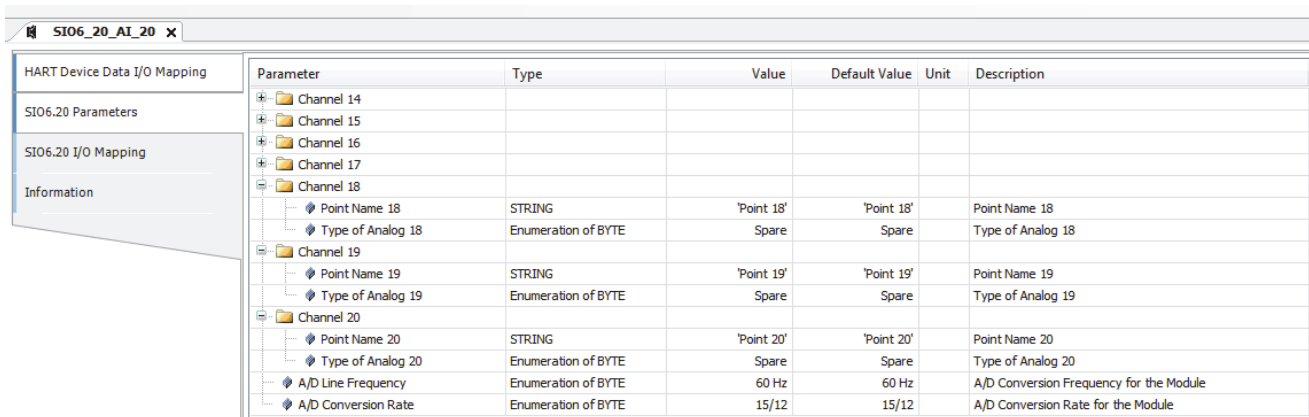 SIO6_20_AI_20 X
HART Device Data I/O Mapping
SIO6.20 Parameters
SIO6.20 I/O Mapping
Information
Parameter Type Value Default Value Unit Description
Channel 14
Channel 15
Channel 16
Channel 17
Channel 18
Point Name 18 STRING 'Point 18' 'Point 18' Point Name 18
Type of Analog 18 Enumeration of BYTE Spare Spare Type of Analog 18
Channel 19
Point Name 19 STRING 'Point 19' 'Point 19' Point Name 19
Type of Analog 19 Enumeration of BYTE Spare Spare Type of Analog 19
Channel 20
Point Name 20 STRING 'Point 20' 'Point 20' Point Name 20
Type of Analog 20 Enumeration of BYTE Spare Spare Type of Analog 20
A/D Line Frequency Enumeration of BYTE 60 Hz 60 Hz A/D Conversion Frequency for the Module
A/D Conversion Rate Enumeration of BYTE 15/12 15/12 A/D Conversion Rate for the Module